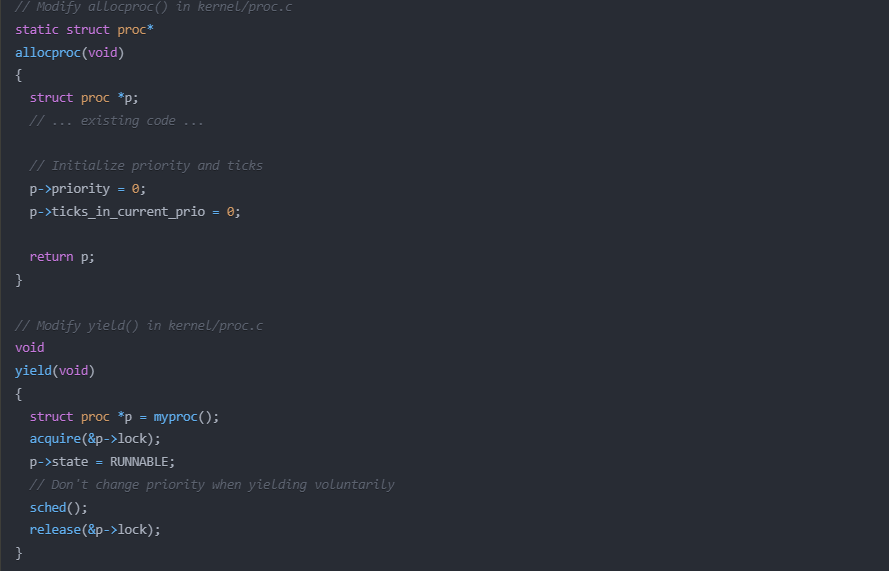 // Modify allocproc() in kernel/proc.c
static struct proc*
allocproc(void)
{
  struct proc *p;
  // ... existing code ...

  // Initialize priority and ticks
  p->priority = 0;
  p->ticks_in_current_prio = 0;

  return p;
}

// Modify yield() in kernel/proc.c
void
yield(void)
{
  struct proc *p = myproc();
  acquire(&p->lock);
  p->state = RUNNABLE;
  // Don't change priority when yielding voluntarily
  sched();
  release(&p->lock);
}